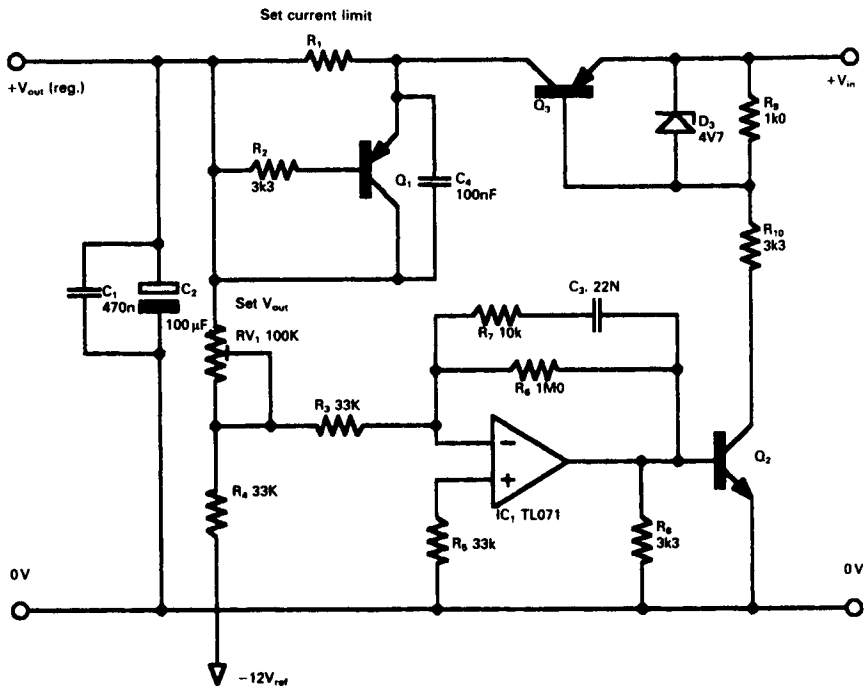 Set current limit
R1
+Vout (reg.)
+Vin
Q3
D3
4V7
R9
1k0
R2
3k3
Q1
C4
100nF
R10
3k3
C1
470n
C2
100µF
Set Vout
RV1 100K
C3. 22N
R7 10k
R6 1M0
R3 33K
−
+
IC1 TL071
Q2
R4 33K
R5 33k
R8
3k3
0V
0V
−12Vref